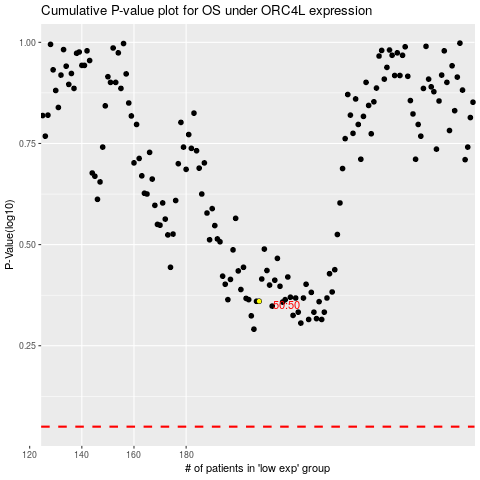 Cumulative P-value plot for OS under ORC4L expression
1.00
0.75
0.50
0.25
P-Value(log10)
50:50
120 140 160 180
# of patients in 'low exp' group